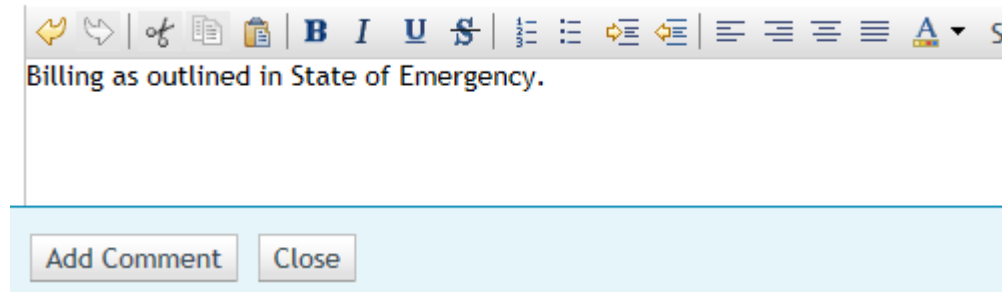 B I U S A S
Billing as outlined in State of Emergency.
Add Comment Close